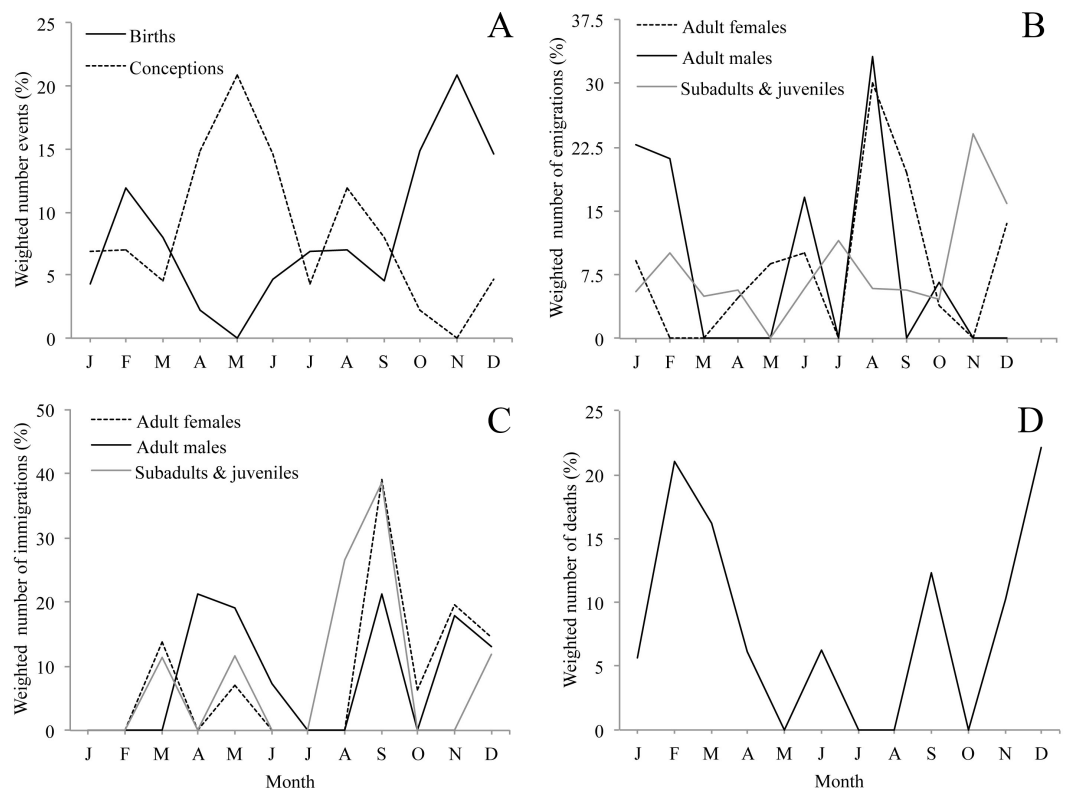 A
Weighted number events (%)
25
20
15
10
5
0
Births
Conceptions
J F M A M J J A S O N D
B
Weighted number of emigrations (%)
37.5
30
22.5
15
7.5
0
Adult females
Adult males
Subadults & juveniles
J F M A M J J A S O N D
C
Weighted number of immigrations (%)
50
40
30
20
10
0
Adult females
Adult males
Subadults & juveniles
J F M A M J J A S O N D
Month
D
Weighted number of deaths (%)
25
20
15
10
5
0
J F M A M J J A S O N D
Month